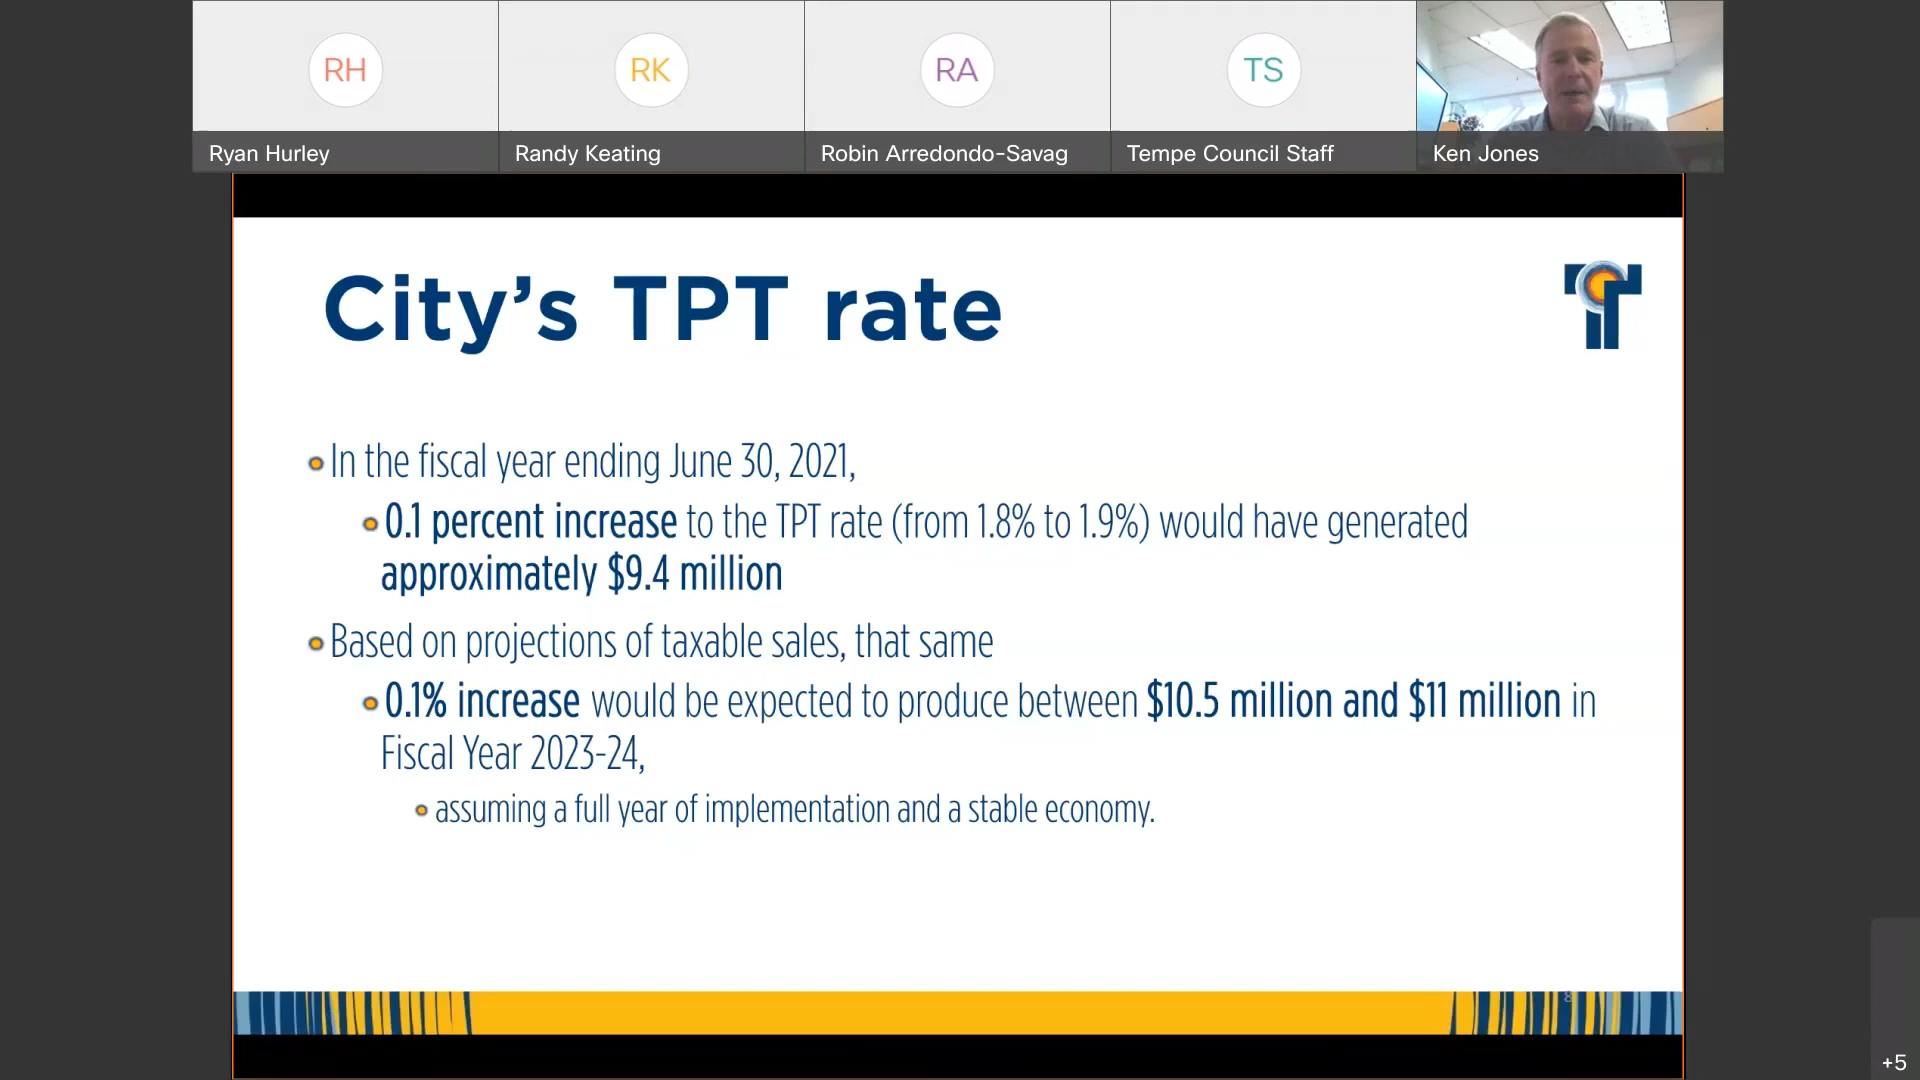 RH
RK
RA
TS
Ryan Hurley
Randy Keating
Robin Arredondo-Savag
Tempe Council Staff
Ken Jones
City's TPT rate
In the fiscal year ending June 30, 2021,
0.1 percent increase to the TPT rate (from 1.8% to 1.9%) would have generated
approximately $9.4 million
Based on projections of taxable sales, that same
0.1% increase would be expected to produce between $10.5 million and $11 million in
Fiscal Year 2023-24,
assuming a full year of implementation and a stable economy.
+5